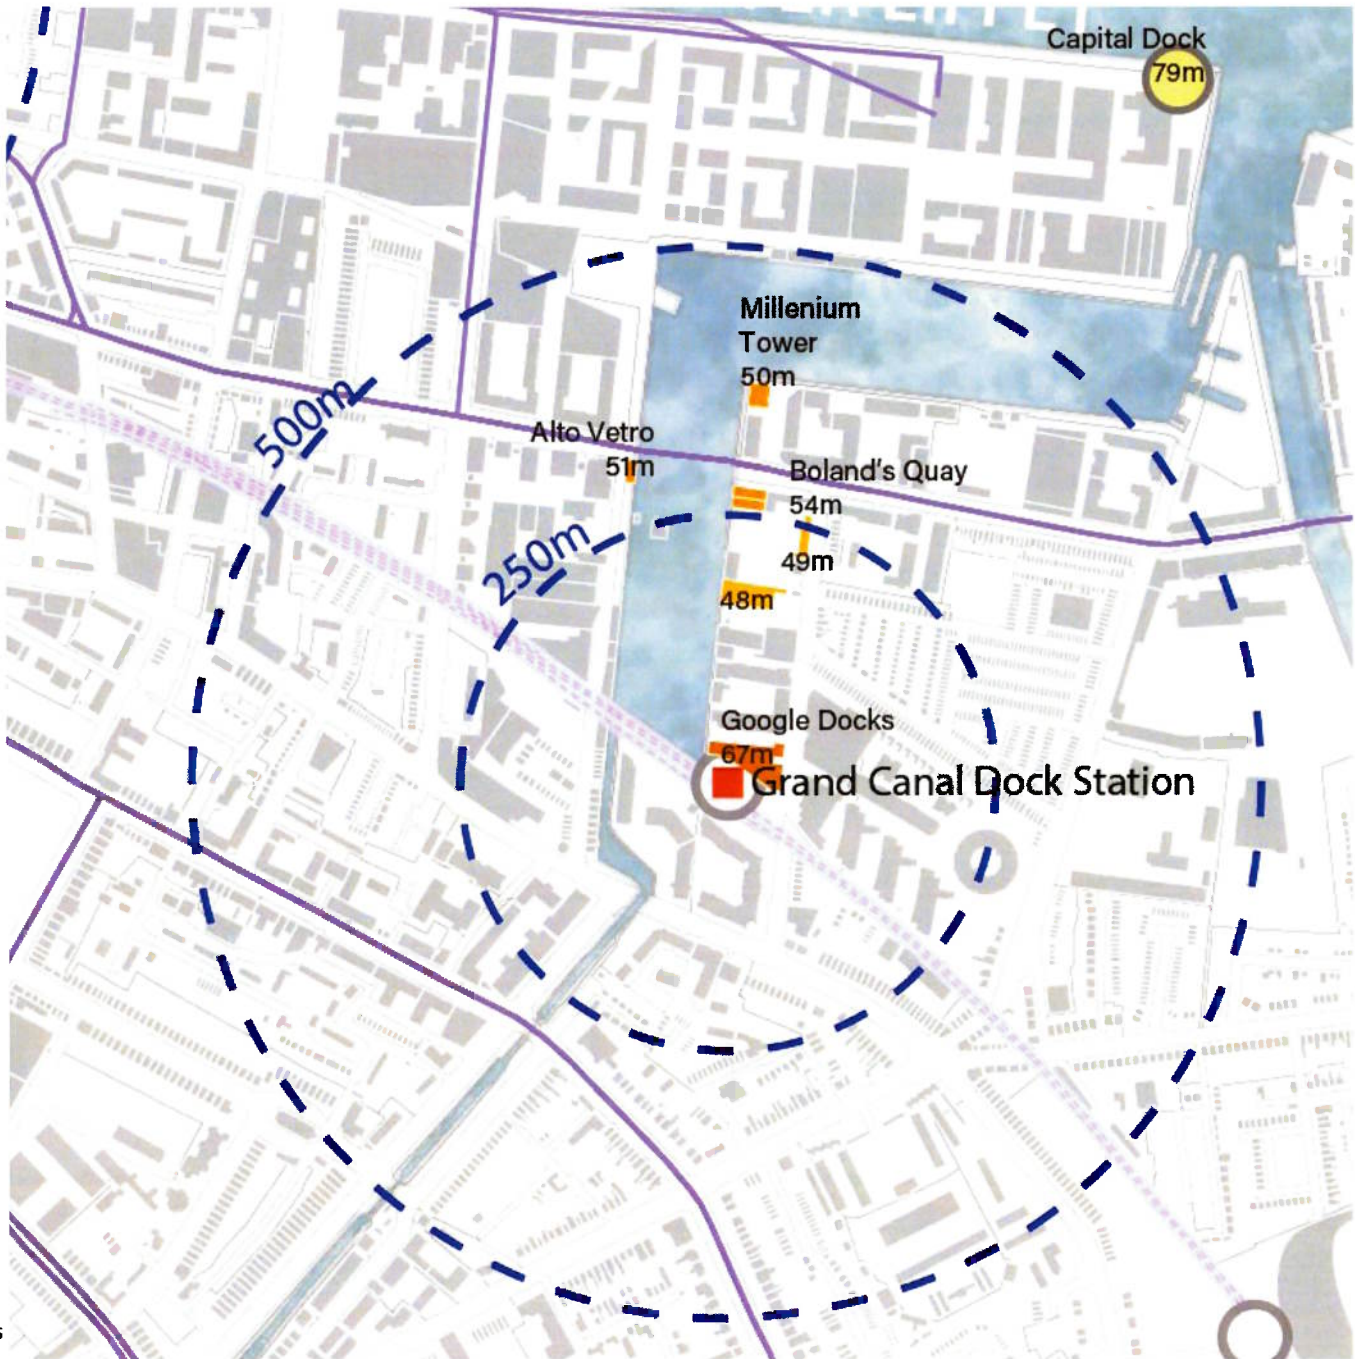 Capital Dock
79m
Millenium
Tower
50m
500m
Alto Vetro
51m
Boland's Quay
54m
250m
49m
48m
Google Docks
67m
Grand Canal Dock Station
s